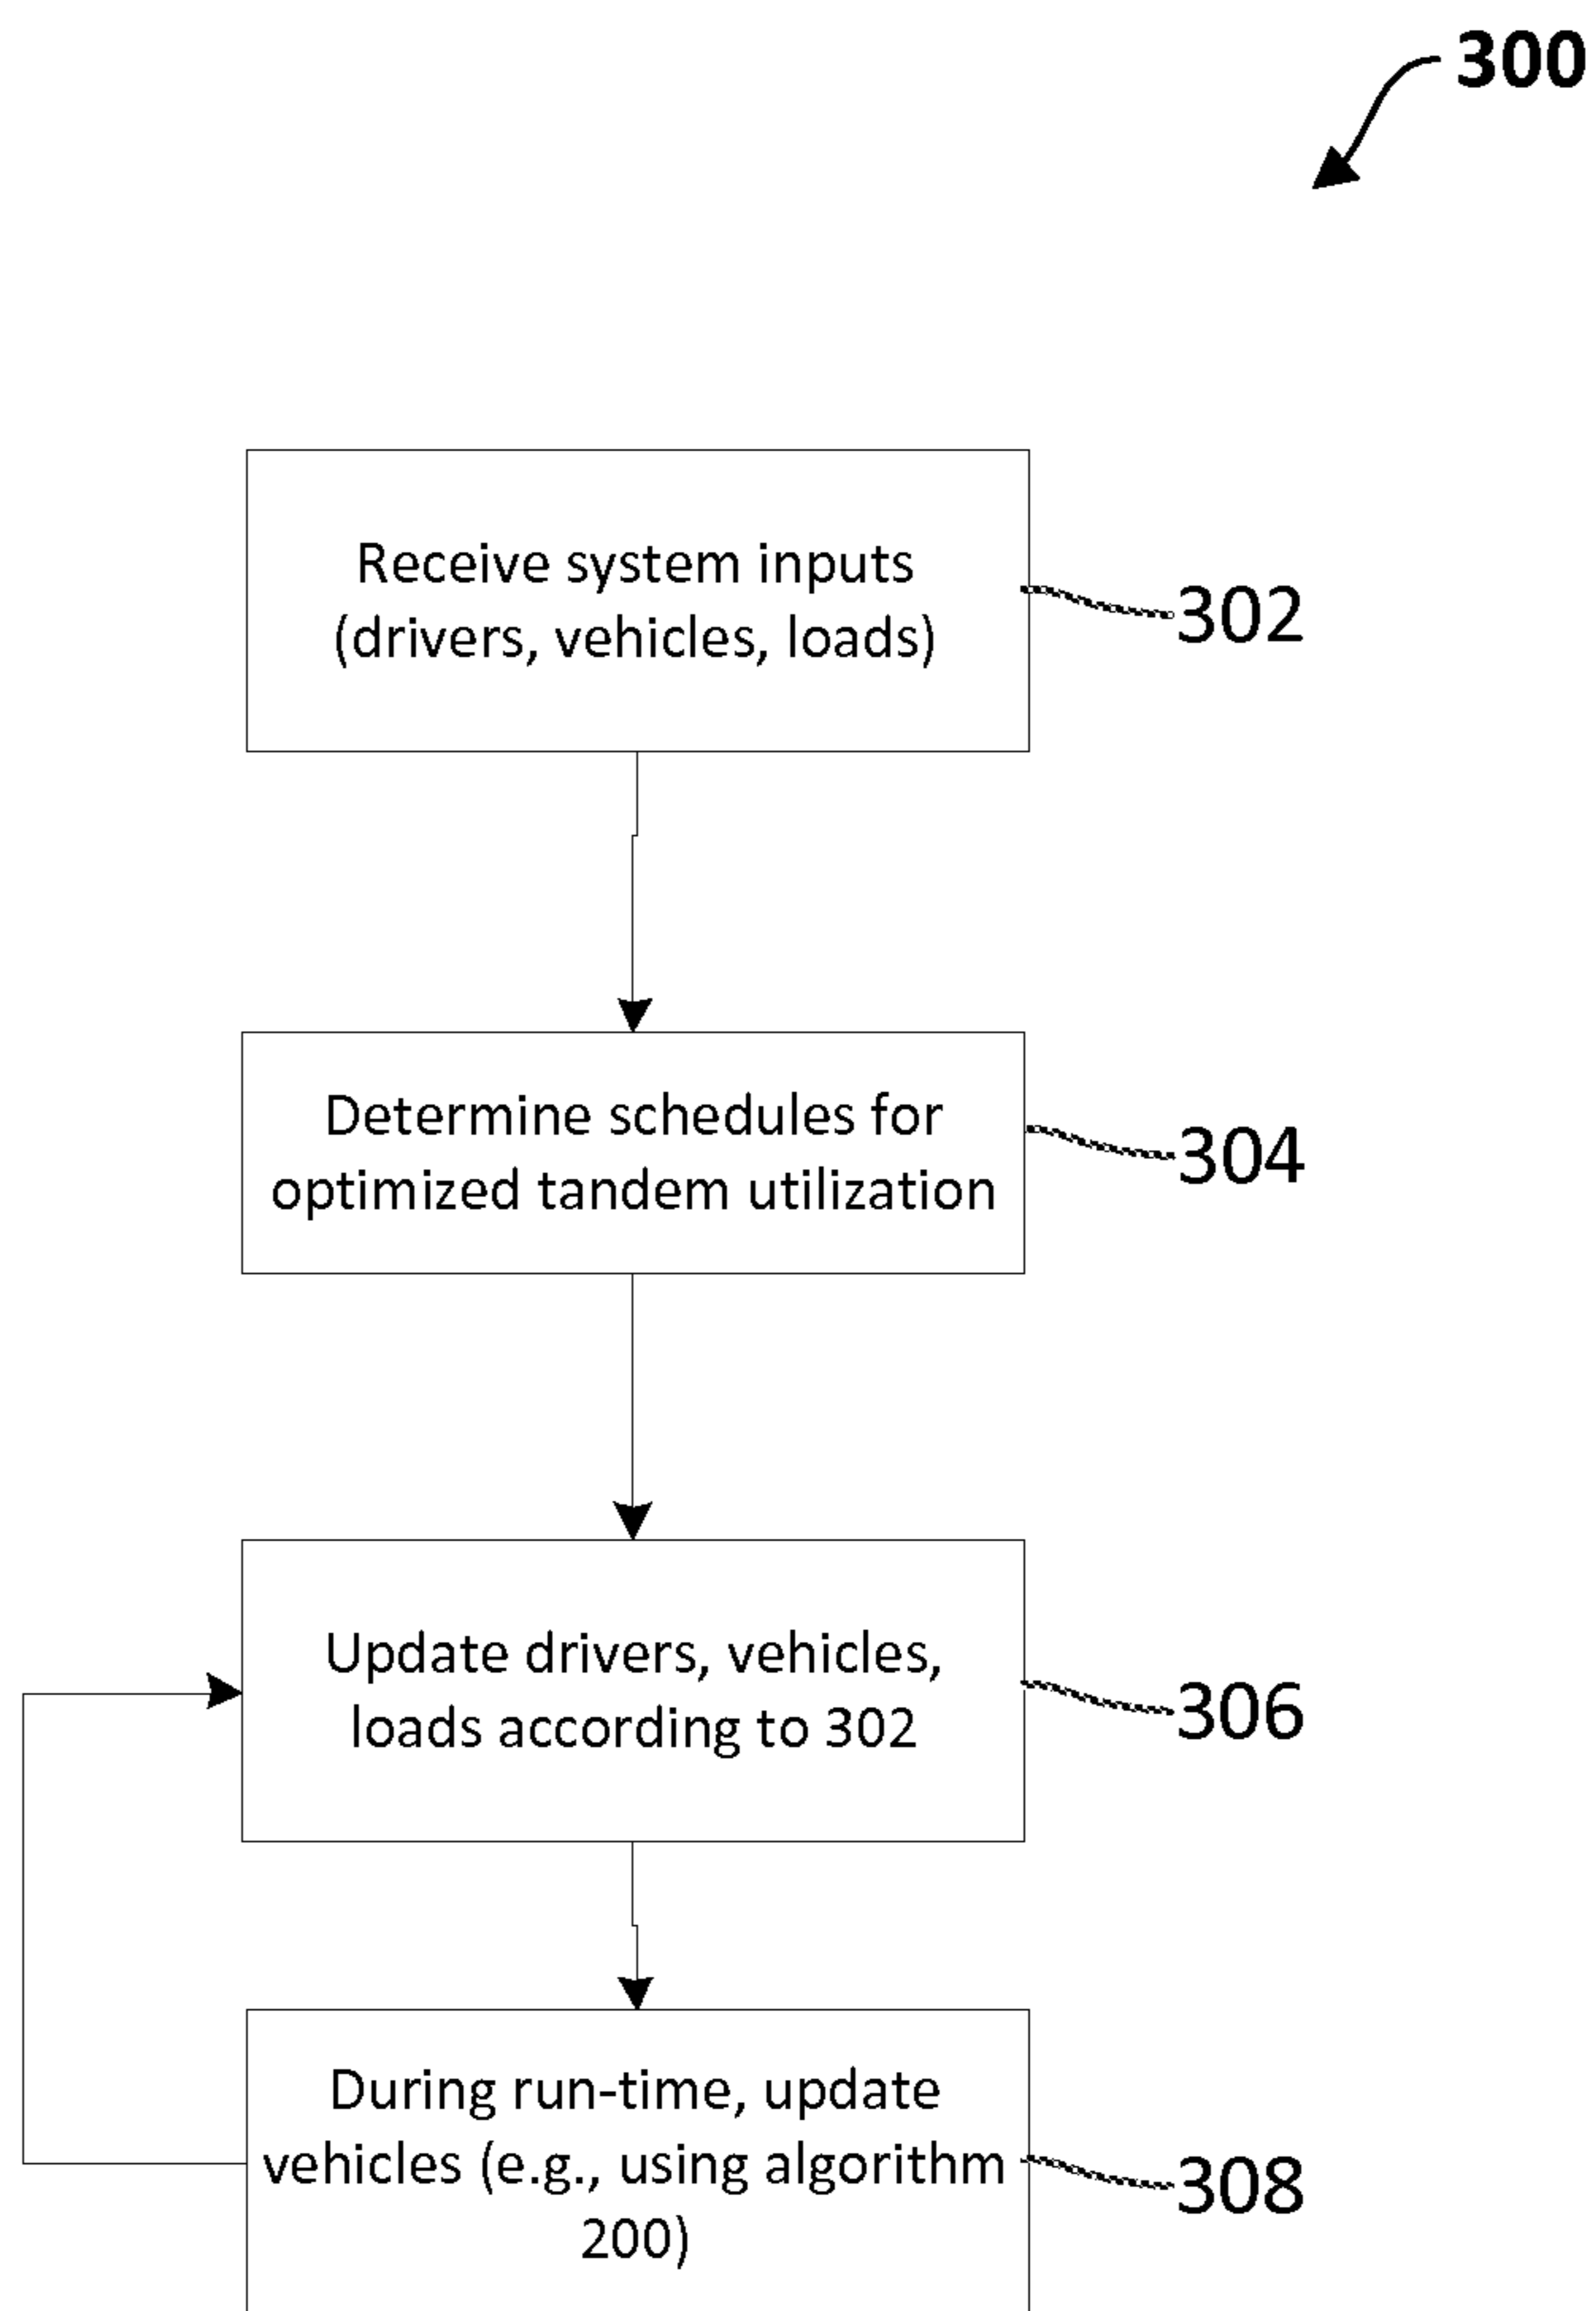 300
Receive system inputs
(drivers, vehicles, loads)
302
Determine schedules for
optimized tandem utilization
304
Update drivers, vehicles,
loads according to 302
306
During run-time, update
vehicles (e.g., using algorithm
200)
308